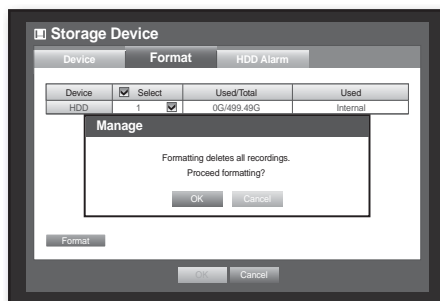 Storage Device
Device Format HDD Alarm
Device Select Used/Total Used
HDD 1 0G/499.49G Internal
Manage
Formatting deletes all recordings.
Proceed formatting?
OK Cancel
Format
OK Cancel